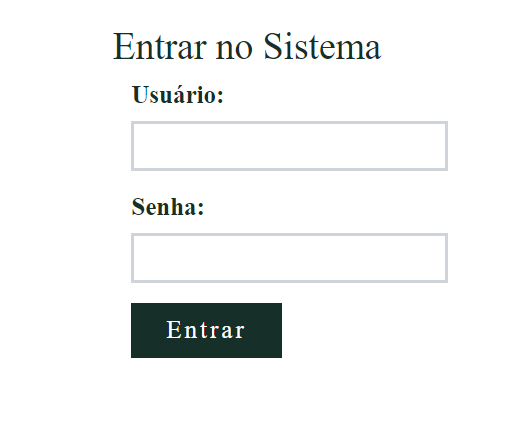 Entrar no Sistema
Usuário:
Senha:
Entrar